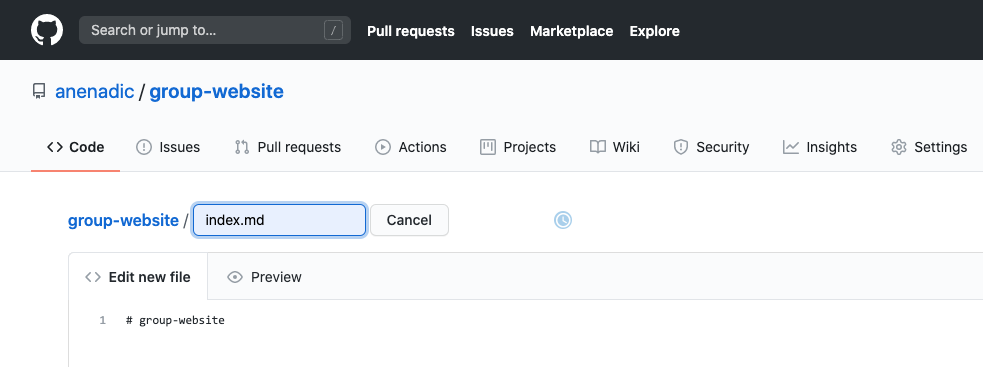 Search or jump to... / Pull requests Issues Marketplace Explore
anenadic / group-website
Code Issues Pull requests Actions Projects Wiki Security Insights Settings
group-website / index.md Cancel
Edit new file Preview
1 # group-website